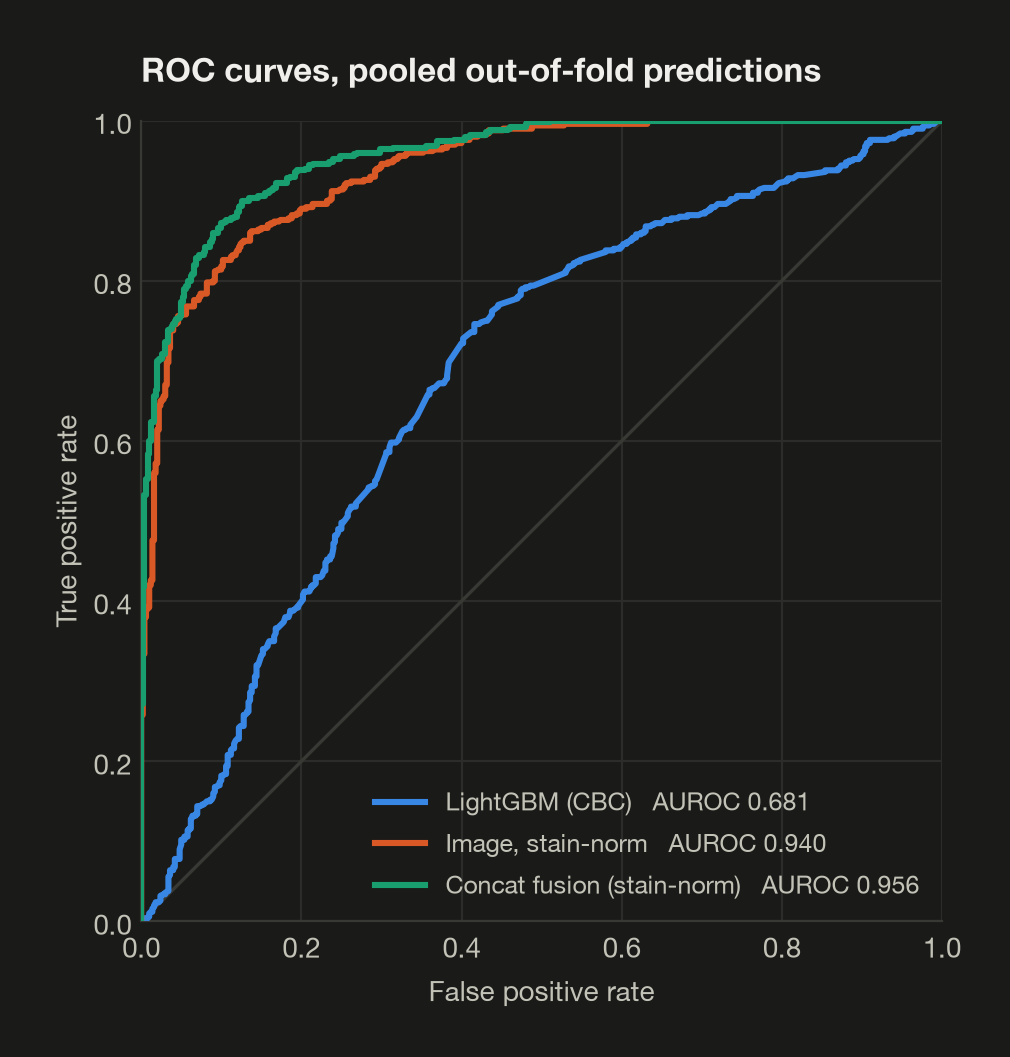 ROC curves, pooled out-of-fold predictions
1.0
0.8
0.6
0.4
0.2
0.0
True positive rate
LightGBM (CBC) AUROC 0.681
Image, stain-norm AUROC 0.940
Concat fusion (stain-norm) AUROC 0.956
0.0 0.2 0.4 0.6 0.8 1.0
False positive rate